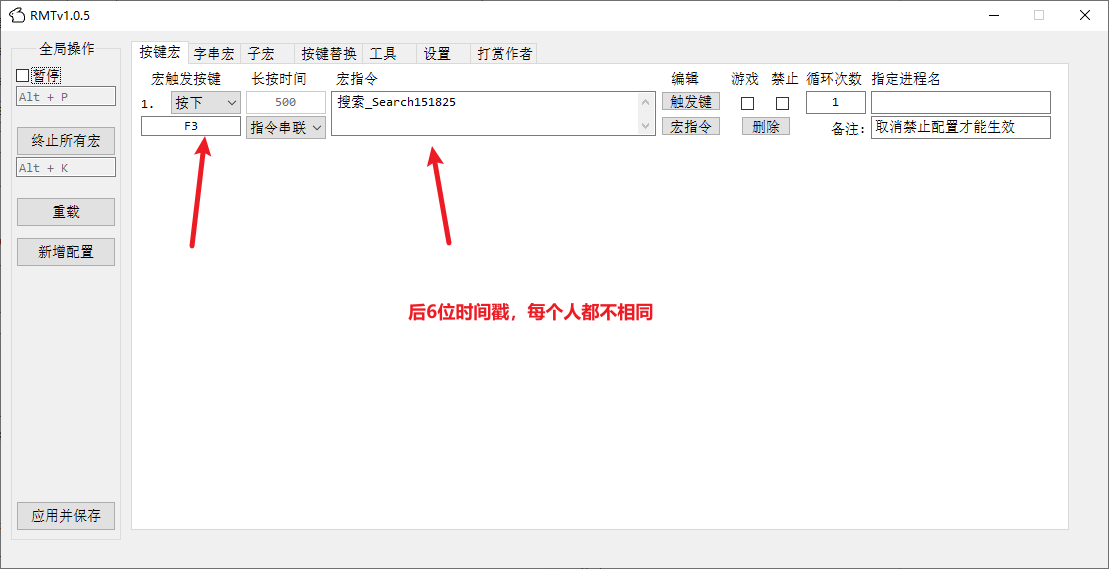 RMTv1.0.5
全局操作
暂停
Alt + P
终止所有宏
Alt + K
重载
新增配置
应用并保存
按键宏 字串宏 子宏 按键替换 工具 设置 打赏作者
宏触发按键 长按时间 宏指令 编辑 游戏 禁止 循环次数 指定进程名
1. 按下 500 搜索_Search151825 触发键 1
F3 指令串联 宏指令 删除 备注: 取消禁止配置才能生效
后6位时间戳，每个人都不相同